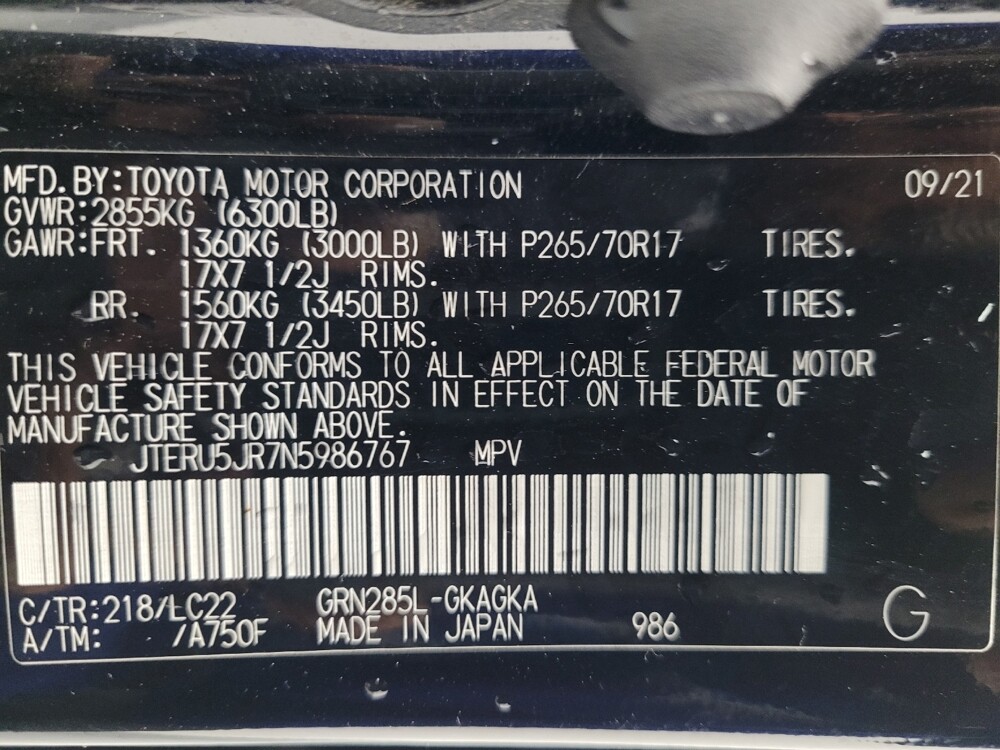 MFD.BY:TOYOTA MOTOR CORPORATION 09/21
GVWR:2855KG (6300LB)
GAWR:FRT. 1360KG (3000LB) WITH P265/70R17 TIRES.
17X7 1/2J RIMS.
RR. 1560KG (3450LB) WITH P265/70R17 TIRES.
17X7 1/2J RIMS.
THIS VEHICLE CONFORMS TO ALL APPLICABLE FEDERAL MOTOR
VEHICLE SAFETY STANDARDS IN EFFECT ON THE DATE OF
MANUFACTURE SHOWN ABOVE.
JTERU5JR7N5986767 MPV
C/TR:218/LC22 GRN285L-GKAGKA
A/TM: /A750F MADE IN JAPAN 986 G